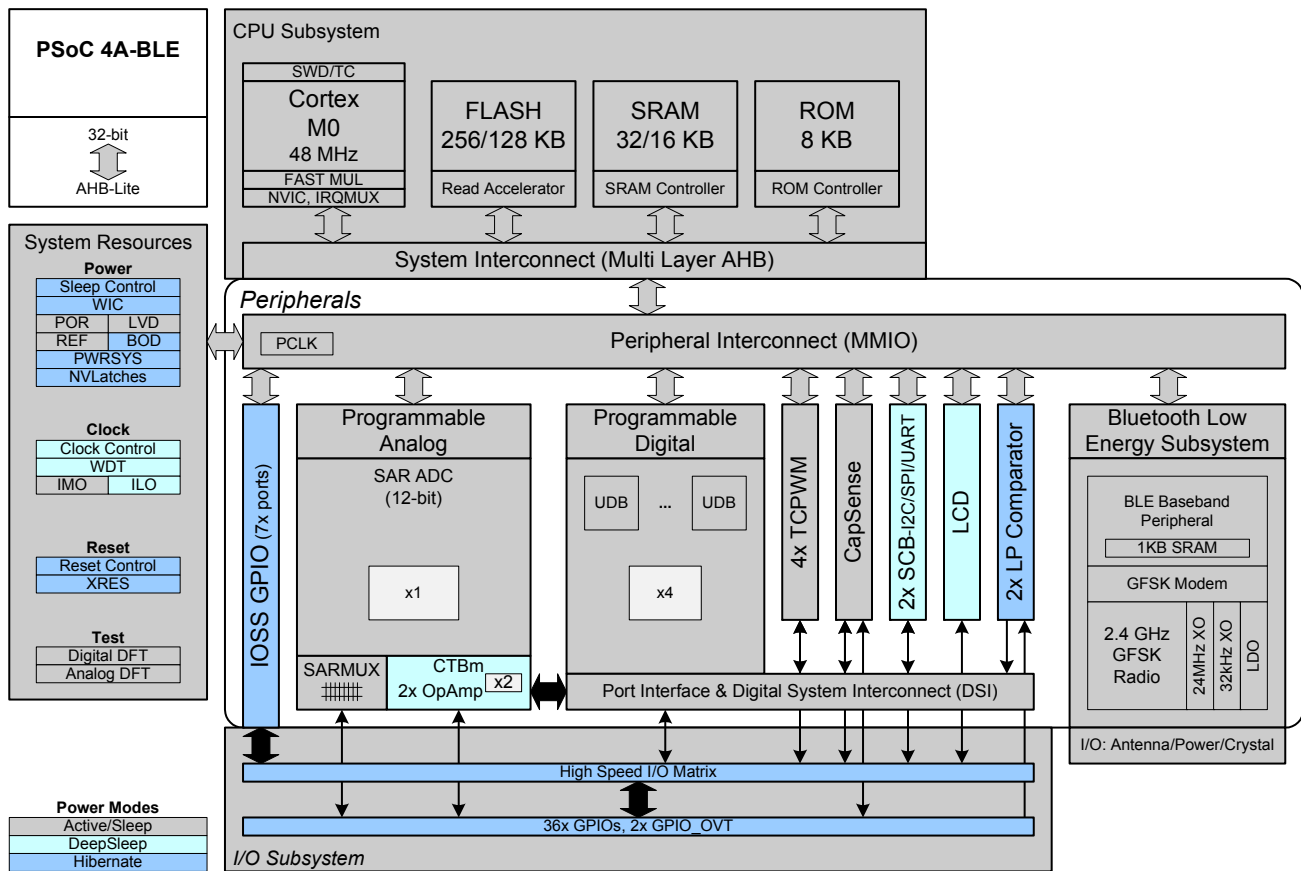 PSoC 4A-BLE
32-bit
AHB-Lite
CPU Subsystem
SWD/TC
Cortex
M0
48 MHz
FAST MUL
NVIC, IRQMUX
FLASH
256/128 KB
Read Accelerator
SRAM
32/16 KB
SRAM Controller
ROM
8 KB
ROM Controller
System Interconnect (Multi Layer AHB)
System Resources
Power
Sleep Control
WIC
POR LVD
REF BOD
PWRSYS
NVLatches
Clock
Clock Control
WDT
IMO ILO
Reset
Reset Control
XRES
Test
Digital DFT
Analog DFT
Peripherals
PCLK
Peripheral Interconnect (MMIO)
IOSS GPIO (7x ports)
Programmable
Analog
SAR ADC
(12-bit)
x1
SARMUX
CTBm
2x OpAmp
x2
Programmable
Digital
UDB ... UDB
x4
4x TCPWM
CapSense
2x SCB-I2C/SPI/UART
LCD
2x LP Comparator
Port Interface & Digital System Interconnect (DSI)
Bluetooth Low
Energy Subsystem
BLE Baseband
Peripheral
1KB SRAM
GFSK Modem
2.4 GHz
GFSK
Radio
24MHz XO
32kHz XO
LDO
I/O: Antenna/Power/Crystal
High Speed I/O Matrix
36x GPIOs, 2x GPIO_OVT
I/O Subsystem
Power Modes
Active/Sleep
DeepSleep
Hibernate